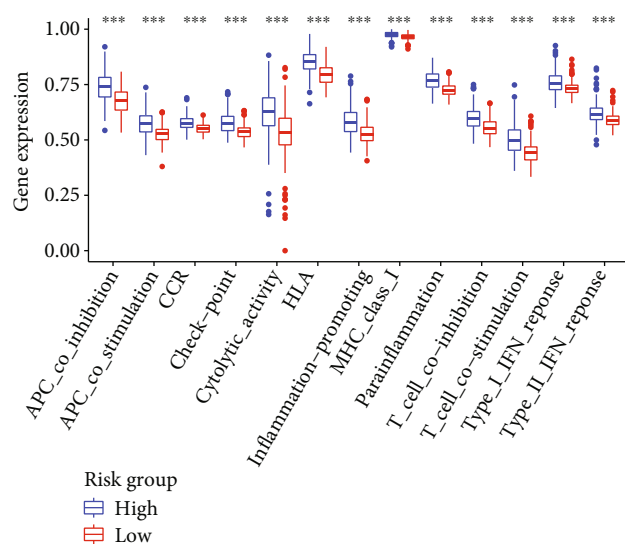 *** *** *** *** *** *** *** *** *** *** *** *** ***
Gene expression
1.00
0.75
0.50
0.25
0.00
APC_co_inhibition
APC_co_stimulation
CCR
Check-point
Cytolytic_activity
HLA
Inflammation-promoting
MHC_class_I
Parainflammation
T_cell_co-inhibition
T_cell_co-stimulation
Type_I_IFN_reponse
Type_II_IFN_reponse
Risk group
High
Low